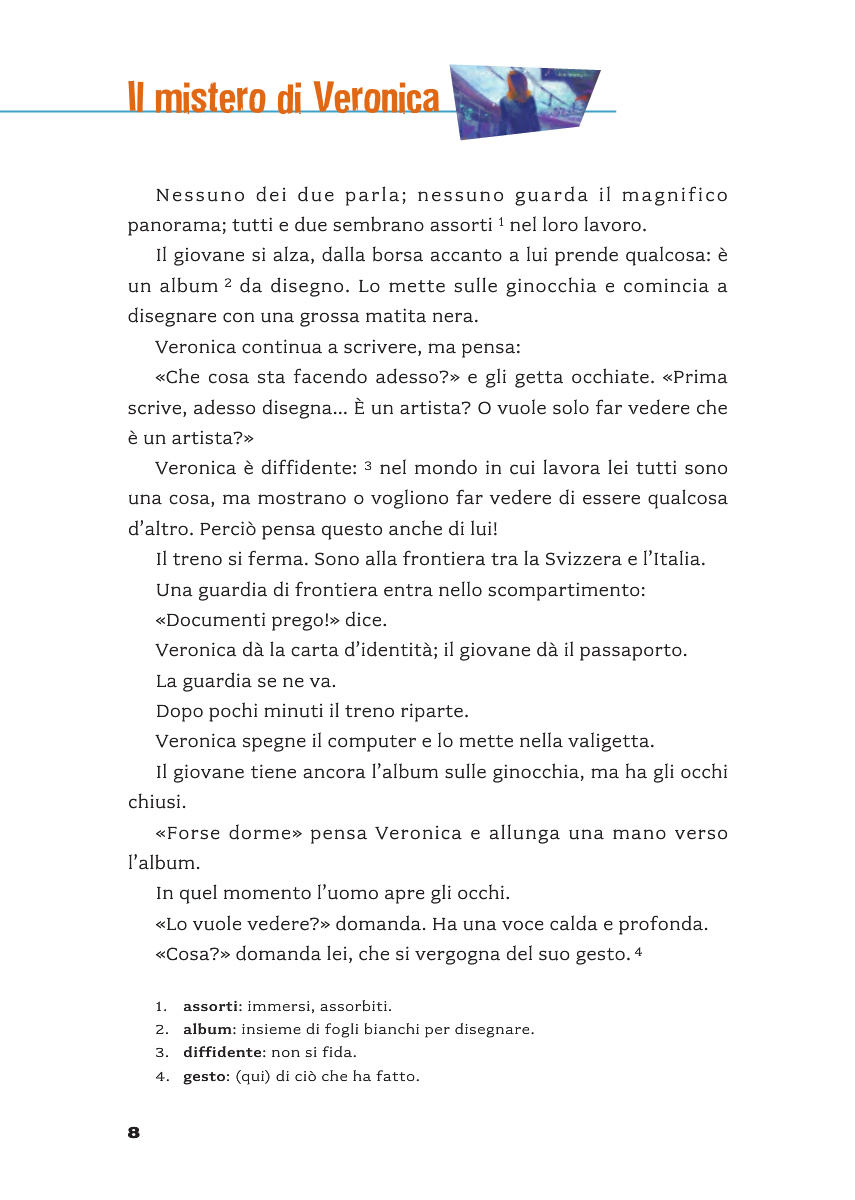 Il mistero di Veronica
Nessuno dei due parla; nessuno guarda il magnifico
panorama; tutti e due sembrano assorti 1 nel loro lavoro.
Il giovane si alza, dalla borsa accanto a lui prende qualcosa: è
un album 2 da disegno. Lo mette sulle ginocchia e comincia a
disegnare con una grossa matita nera.
Veronica continua a scrivere, ma pensa:
«Che cosa sta facendo adesso?» e gli getta occhiate. «Prima
scrive, adesso disegna... È un artista? O vuole solo far vedere che
è un artista?»
Veronica è diffidente: 3 nel mondo in cui lavora lei tutti sono
una cosa, ma mostrano o vogliono far vedere di essere qualcosa
d'altro. Perciò pensa questo anche di lui!
Il treno si ferma. Sono alla frontiera tra la Svizzera e l'Italia.
Una guardia di frontiera entra nello scompartimento:
«Documenti prego!» dice.
Veronica dà la carta d'identità; il giovane dà il passaporto.
La guardia se ne va.
Dopo pochi minuti il treno riparte.
Veronica spegne il computer e lo mette nella valigetta.
Il giovane tiene ancora l'album sulle ginocchia, ma ha gli occhi
chiusi.
«Forse dorme» pensa Veronica e allunga una mano verso
l'album.
In quel momento l'uomo apre gli occhi.
«Lo vuole vedere?» domanda. Ha una voce calda e profonda.
«Cosa?» domanda lei, che si vergogna del suo gesto. 4
1. assorti: immersi, assorbiti.
2. album: insieme di fogli bianchi per disegnare.
3. diffidente: non si fida.
4. gesto: (qui) di ciò che ha fatto.
8